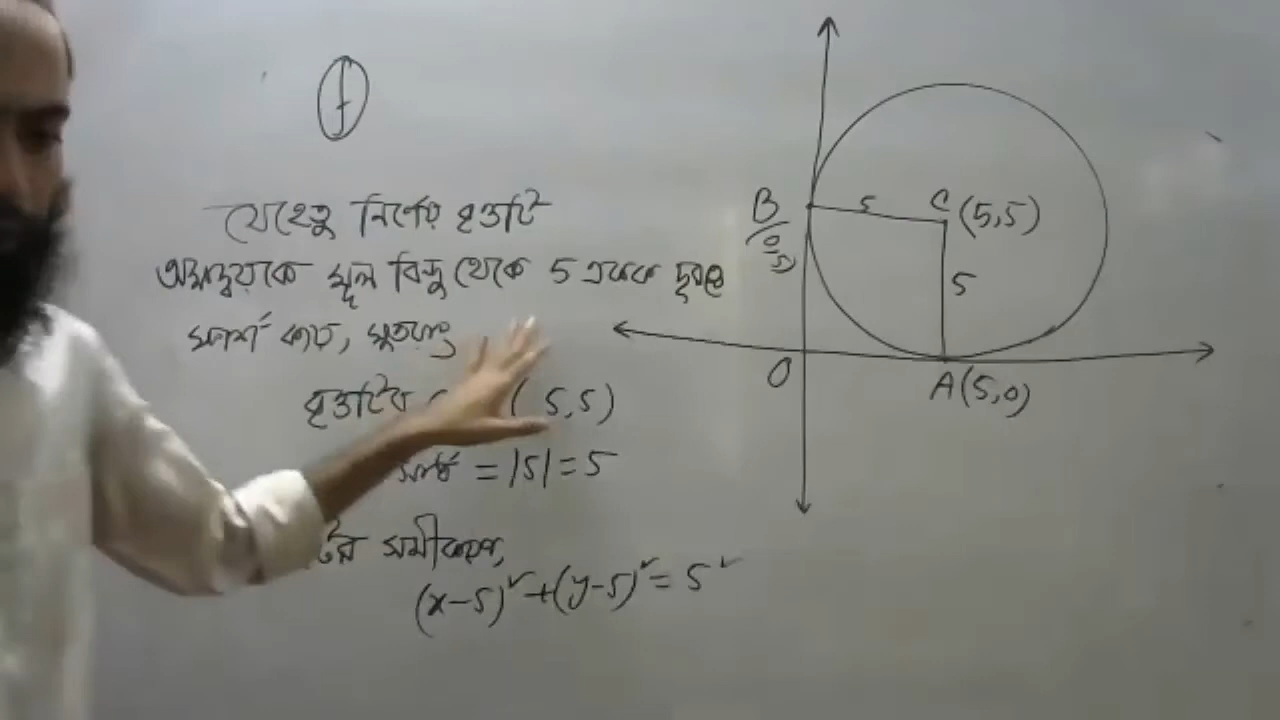 f
যেহেতু নির্ণেয় বৃত্তটি
অক্ষদ্বয়কে মূল বিন্দু থেকে 5 একক দূরত্বে
স্পর্শ করে, সুতরাং
বৃত্তটির (5,5)
= |5| = 5
সমীকরণ,
(x-5)² + (y-5)² = 5²
B
(0,5)
5
C (5,5)
5
O
A(5,0)